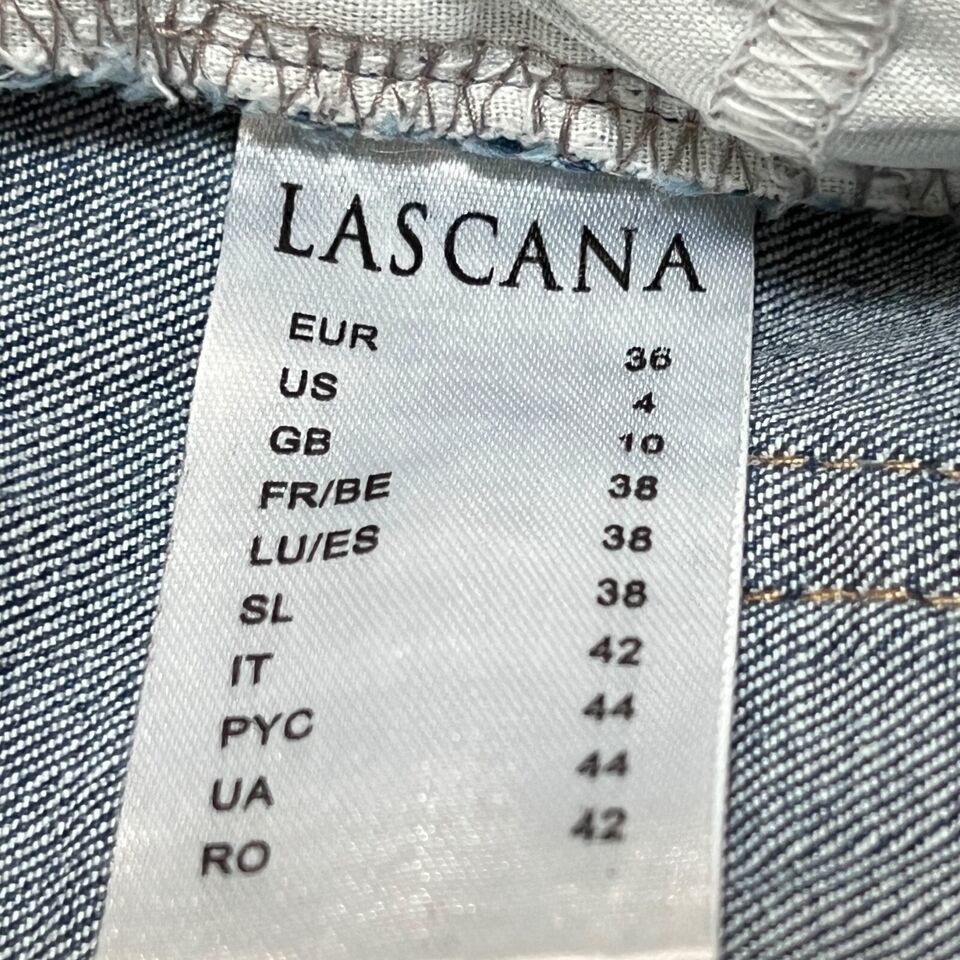 LASCANA
EUR 36
US 4
GB 10
FR/BE 38
LU/ES 38
SL 38
IT 42
РУС 44
UA 44
RO 42